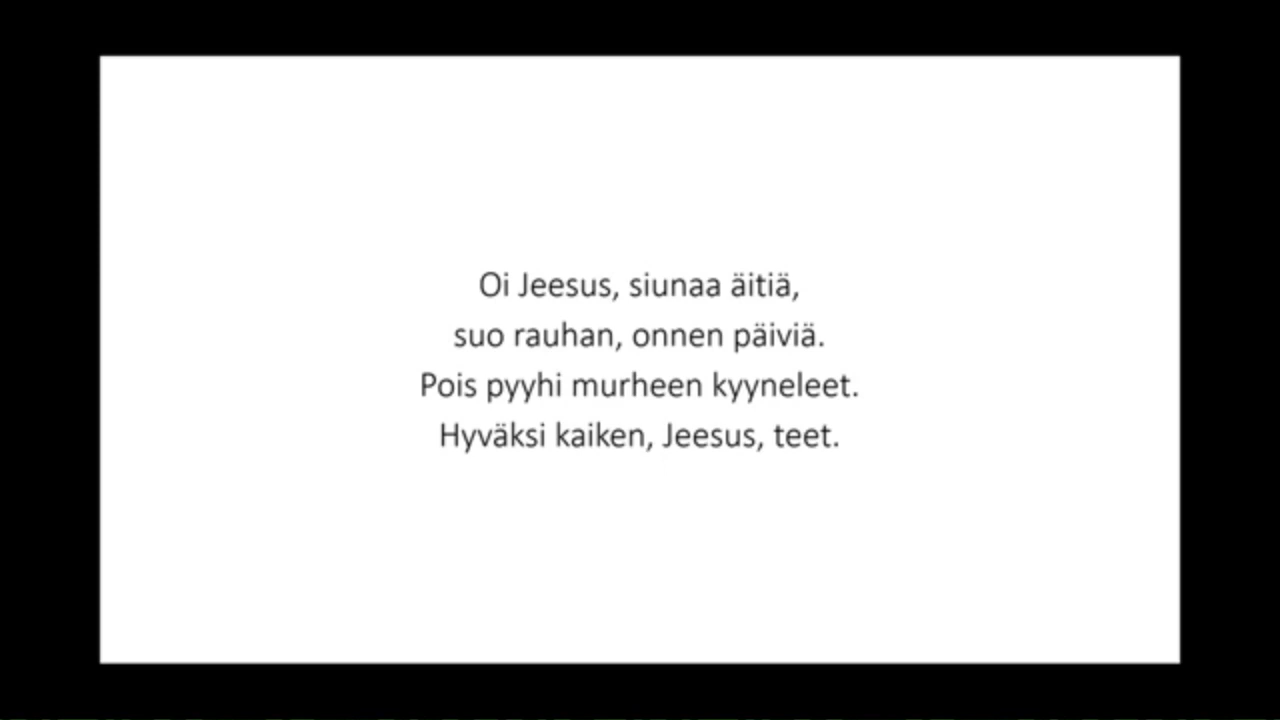 Oi Jeesus, siunaa äitiä,
suo rauhan, onnen päiviä.
Pois pyyhi murheen kyyneleet.
Hyväksi kaiken, Jeesus, teet.